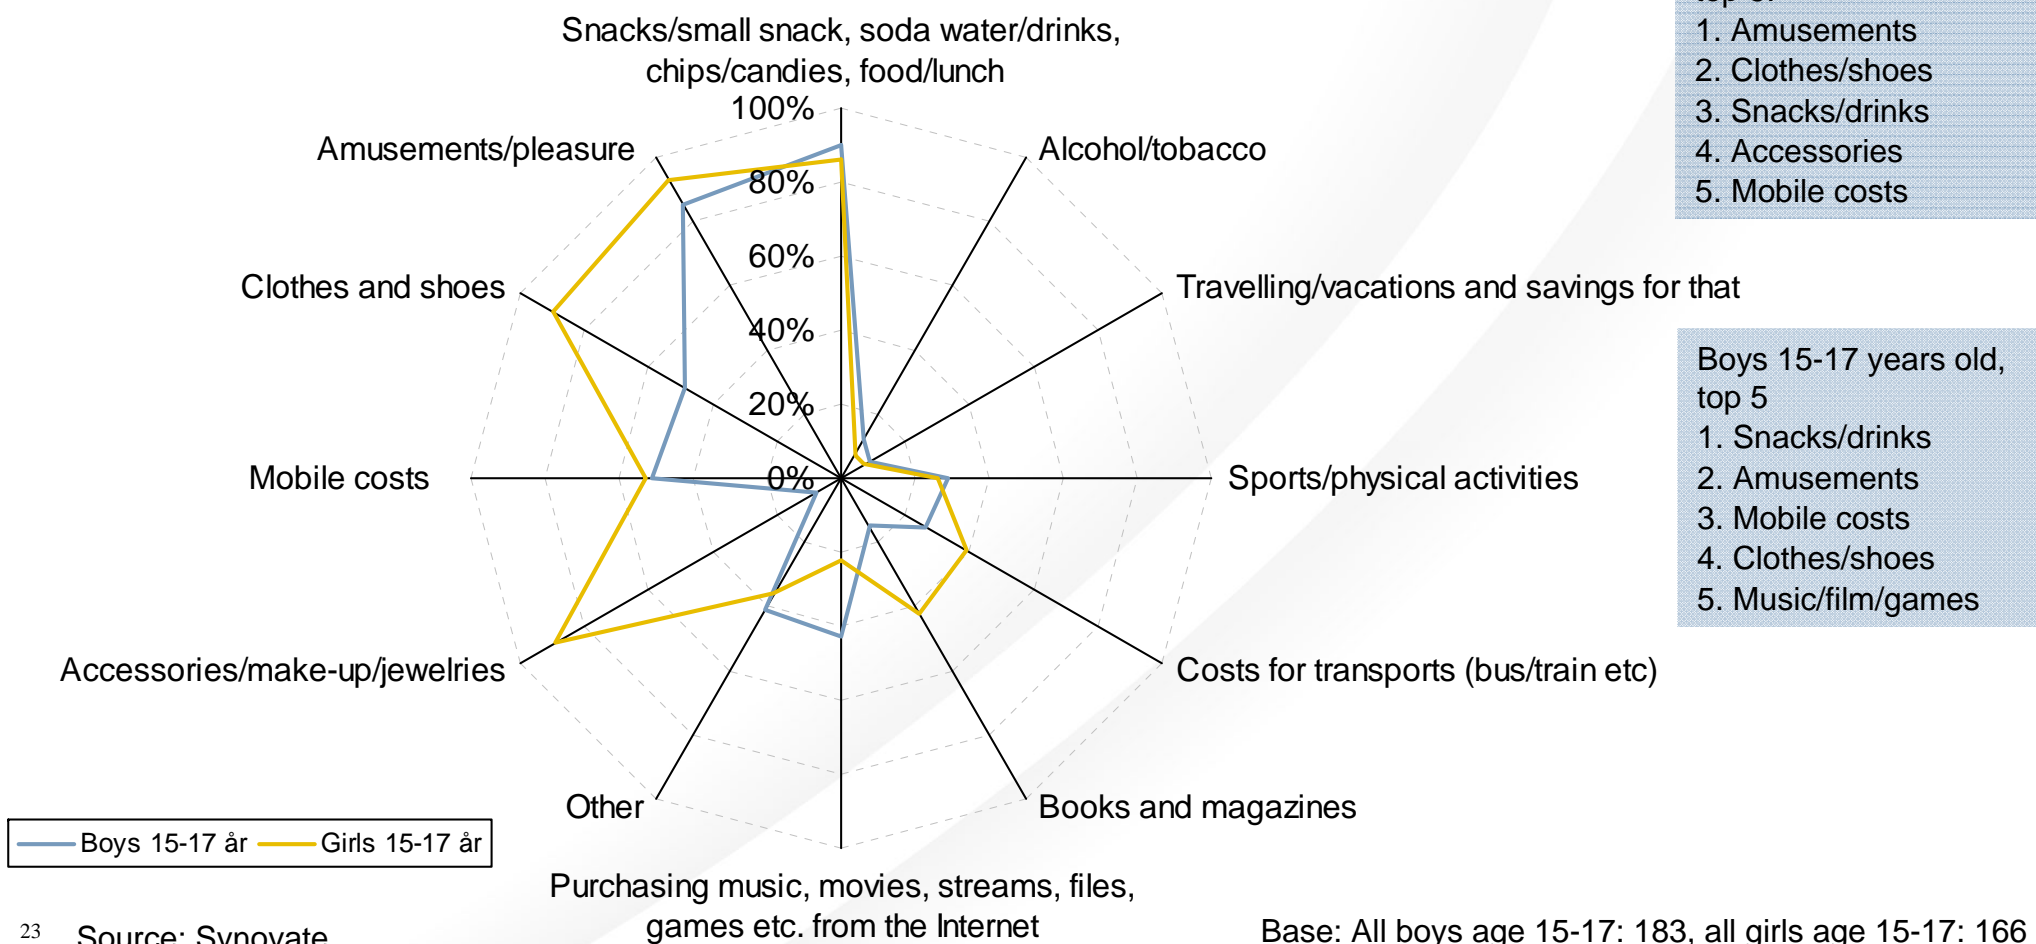 Snacks/small snack, soda water/drinks,
chips/candies, food/lunch
100%
80%
60%
40%
20%
0%
Amusements/pleasure
Alcohol/tobacco
Clothes and shoes
Travelling/vacations and savings for that
Mobile costs
Sports/physical activities
Accessories/make-up/jewelries
Costs for transports (bus/train etc)
Other
Books and magazines
Purchasing music, movies, streams, files,
games etc. from the Internet
1. Amusements
2. Clothes/shoes
3. Snacks/drinks
4. Accessories
5. Mobile costs
Boys 15-17 years old,
top 5
1. Snacks/drinks
2. Amusements
3. Mobile costs
4. Clothes/shoes
5. Music/film/games
Boys 15-17 år
Girls 15-17 år
23
Source: Synovate
Base: All boys age 15-17: 183, all girls age 15-17: 166